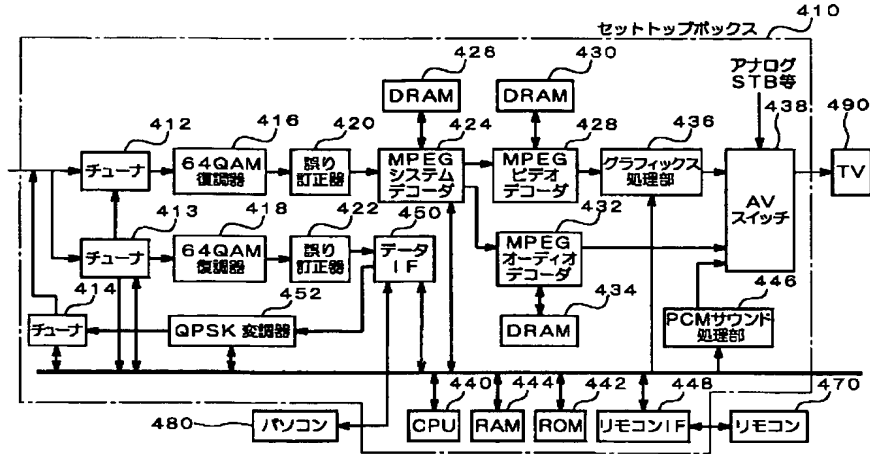 セットトップボックス
410
426
DRAM
430
DRAM
アナログ
STB等
412
チューナ
416
64QAM
復調器
420
誤り
訂正器
424
MPEG
システム
デコーダ
428
MPEG
ビデオ
デコーダ
436
グラフィックス
処理部
438
AV
スイッチ
490
TV
413
チューナ
418
64QAM
復調器
422
誤り
訂正器
450
データ
IF
432
MPEG
オーディオ
デコーダ
414
チューナ
452
QPSK 変調器
434
DRAM
446
PCMサウンド
処理部
480
パソコン
440
CPU
444
RAM
442
ROM
448
リモコンIF
470
リモコン